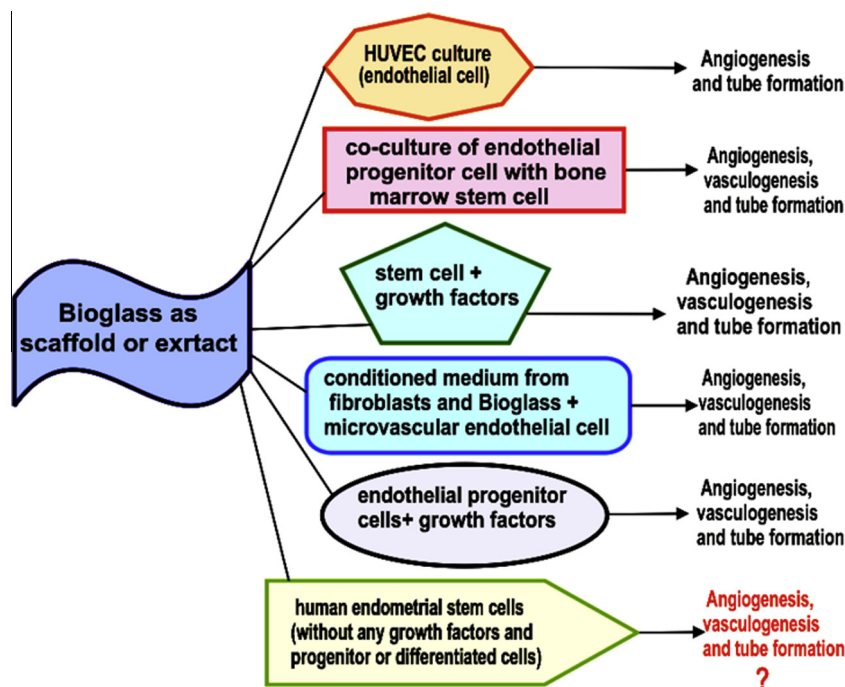 HUVEC culture
(endothelial cell)
Angiogenesis
and tube formation
co-culture of endothelial
progenitor cell with bone
marrow stem cell
Angiogenesis,
vasculogenesis
and tube formation
stem cell +
growth factors
Angiogenesis,
vasculogenesis
and tube formation
Bioglass as
scaffold or exrtact
conditioned medium from
fibroblasts and Bioglass +
microvascular endothelial cell
Angiogenesis,
vasculogenesis
and tube formation
endothelial progenitor
cells+ growth factors
Angiogenesis,
vasculogenesis
and tube formation
human endometrial stem cells
(without any growth factors and
progenitor or differentiated cells)
Angiogenesis,
vasculogenesis
and tube formation
?